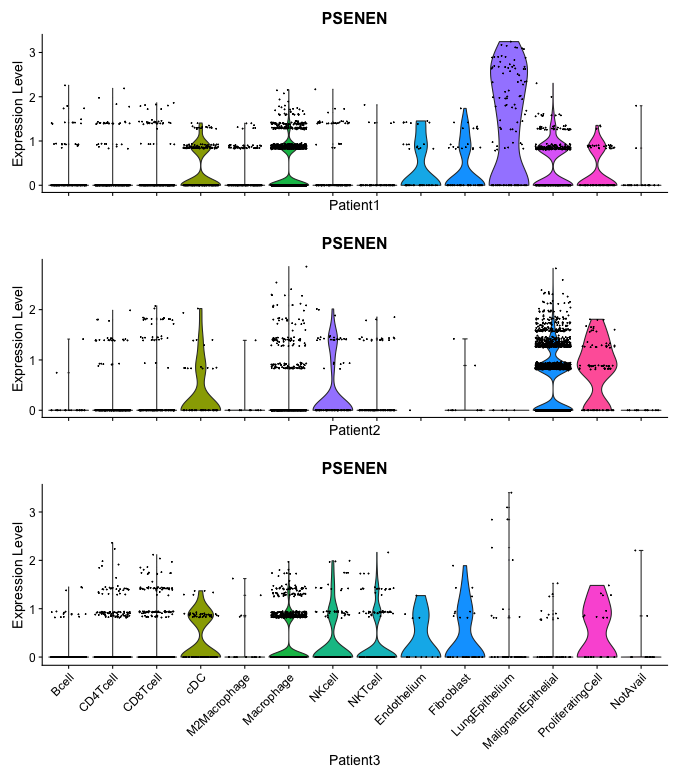 PSENEN
Expression Level
3
2
1
0
Patient1
PSENEN
Expression Level
2
1
0
Patient2
PSENEN
Expression Level
3
2
1
0
Bcell
CD4Tcell
CD8Tcell
cDC
M2Macrophage
Macrophage
NKcell
NKTcell
Endothelium
Fibroblast
LungEpithelium
MalignantEpithelial
ProliferatingCell
NotAvail
Patient3